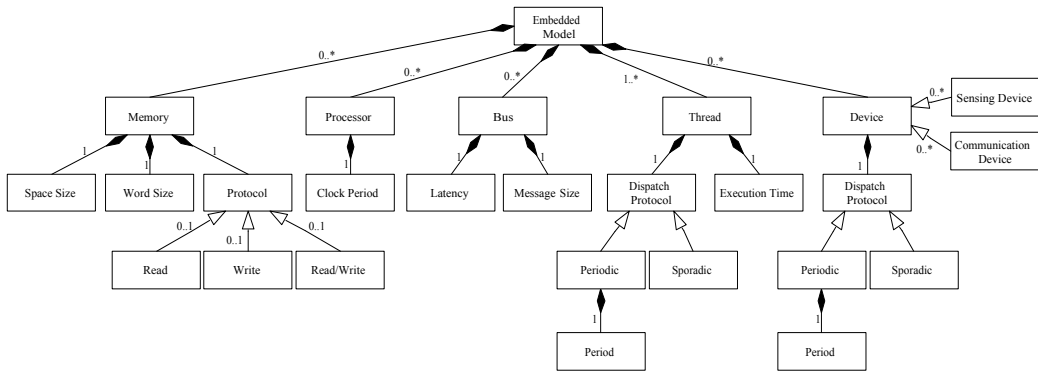 Embedded
Model
0..*
0..*
0..*
1..*
0..*
Memory
Processor
Bus
Thread
Device
0..*
Sensing Device
0..*
Communication
Device
1
1
1
1
1
1
1
1
1
Space Size
Word Size
Protocol
Clock Period
Latency
Message Size
Dispatch
Protocol
Execution Time
Dispatch
Protocol
0..1
0..1
0..1
Read
Write
Read/Write
Periodic
Sporadic
Periodic
Sporadic
1
1
Period
Period